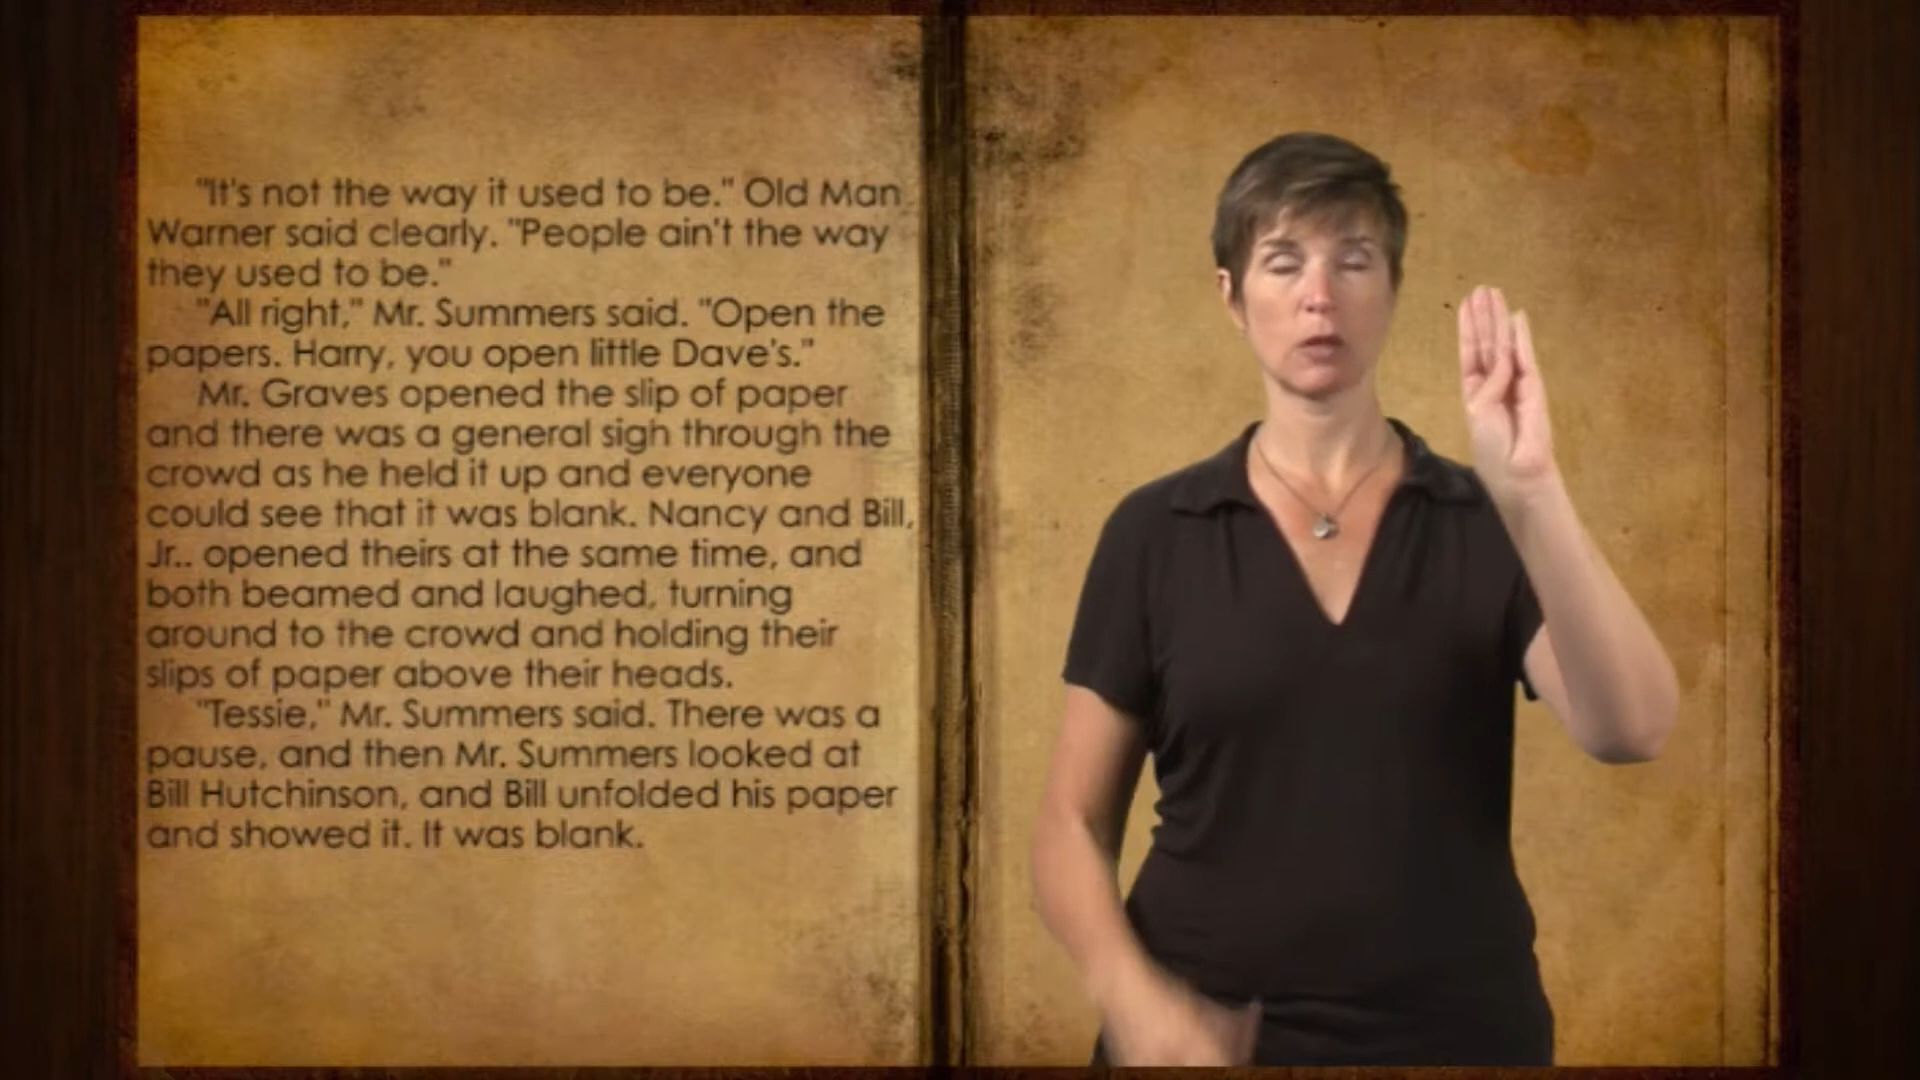 "It's not the way it used to be." Old Man
Warner said clearly. "People ain't the way
they used to be."
"All right," Mr. Summers said. "Open the
papers. Harry, you open little Dave's."
Mr. Graves opened the slip of paper
and there was a general sigh through the
crowd as he held it up and everyone
could see that it was blank. Nancy and Bill,
Jr.. opened theirs at the same time, and
both beamed and laughed, turning
around to the crowd and holding their
slips of paper above their heads.
"Tessie," Mr. Summers said. There was a
pause, and then Mr. Summers looked at
Bill Hutchinson, and Bill unfolded his paper
and showed it. It was blank.